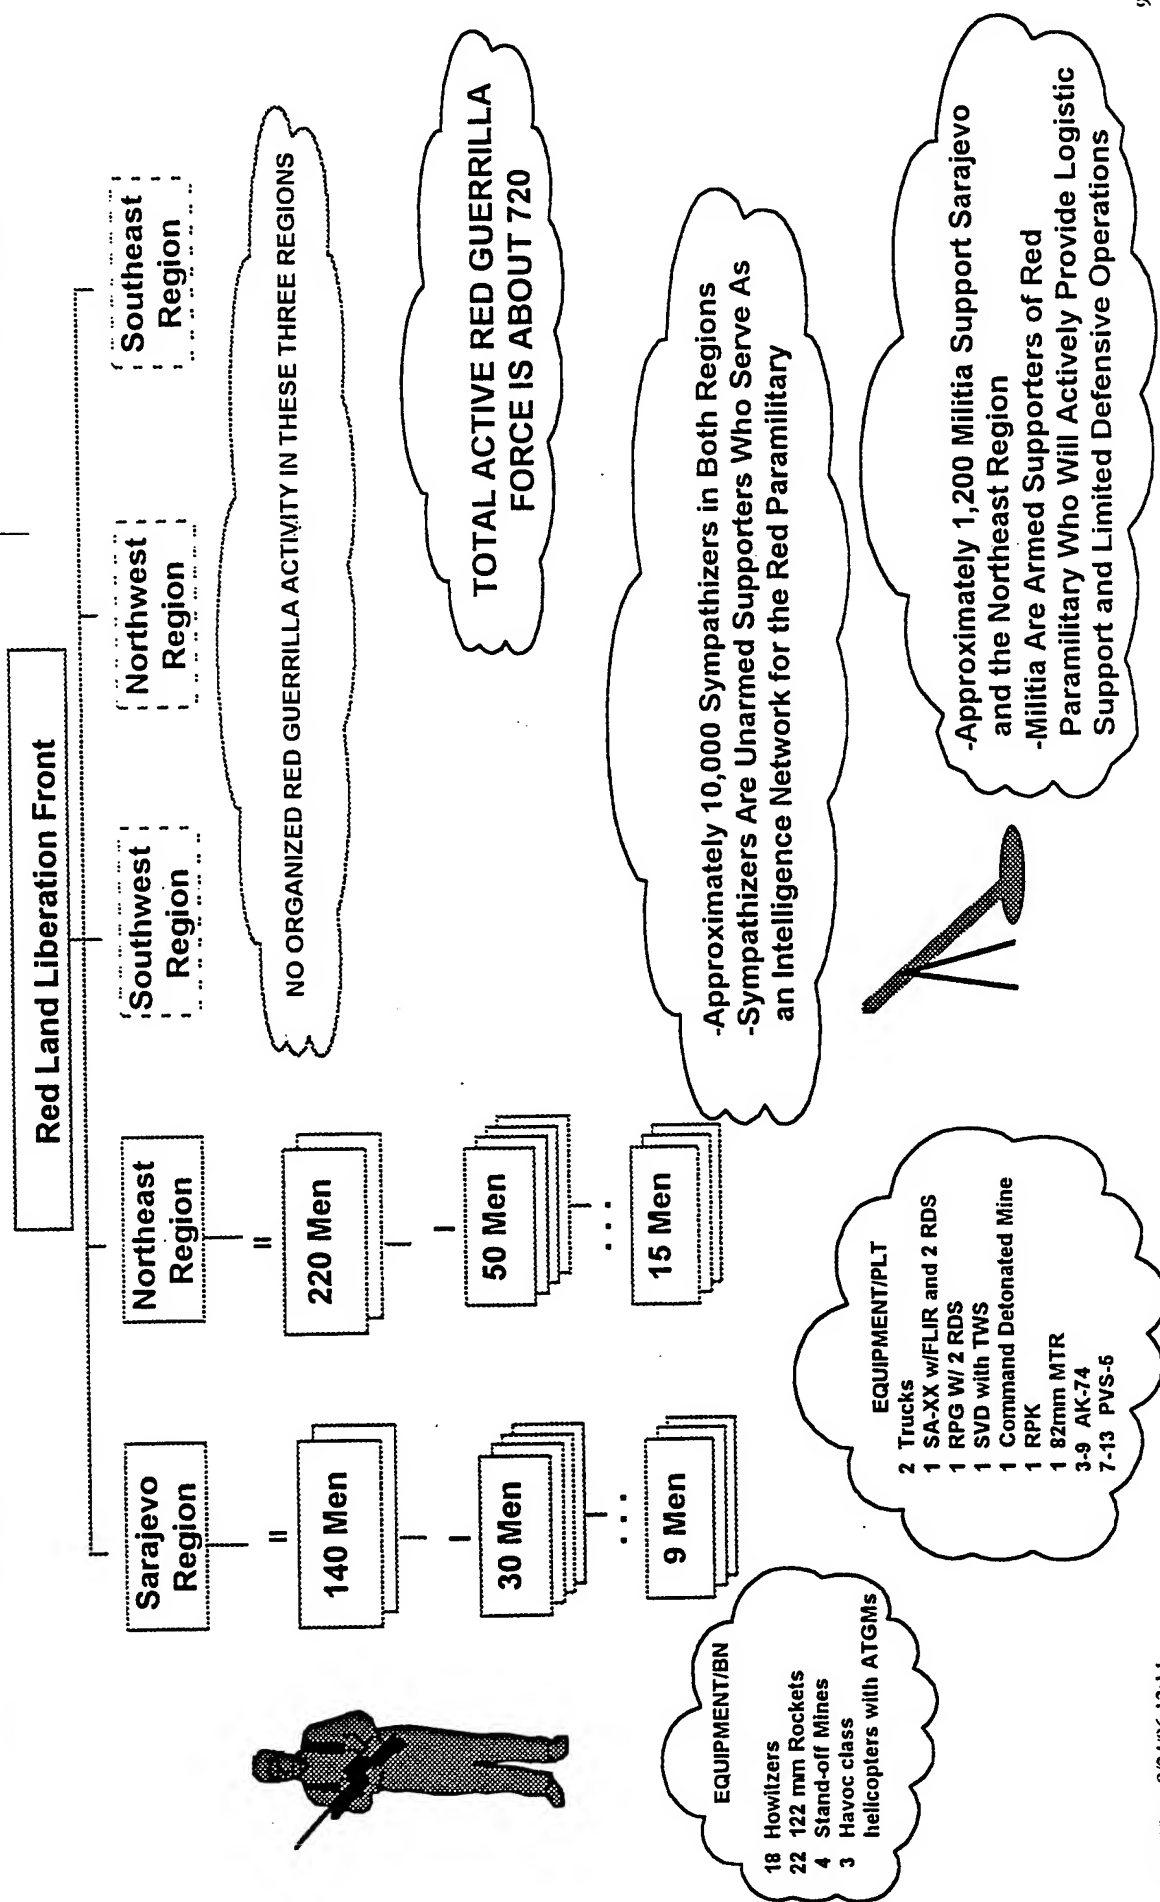 Red Land Liberation Front
Sarajevo
Region
Northeast
Region
Southwest
Region
Northwest
Region
Southeast
Region
NO ORGANIZED RED GUERRILLA ACTIVITY IN THESE THREE REGIONS
140 Men
220 Men
TOTAL ACTIVE RED GUERRILLA
FORCE IS ABOUT 720
30 Men
50 Men
9 Men
15 Men
-Approximately 10,000 Sympathizers in Both Regions
-Sympathizers Are Unarmed Supporters Who Serve As
an Intelligence Network for the Red Paramilitary
EQUIPMENT/BN
18 Howitzers
22 122 mm Rockets
4 Stand-off Mines
3 Havoc class
helicopters with ATGMs
EQUIPMENT/PLT
2 Trucks
1 SA-XX w/FLIR and 2 RDS
1 RPG W/ 2 RDS
1 SVD with TWS
1 Command Detonated Mine
1 RPK
1 82mm MTR
3-9 AK-74
7-13 PVS-5
-Approximately 1,200 Militia Support Sarajevo
and the Northeast Region
-Militia Are Armed Supporters of Red
Paramilitary Who Will Actively Provide Logistic
Support and Limited Defensive Operations